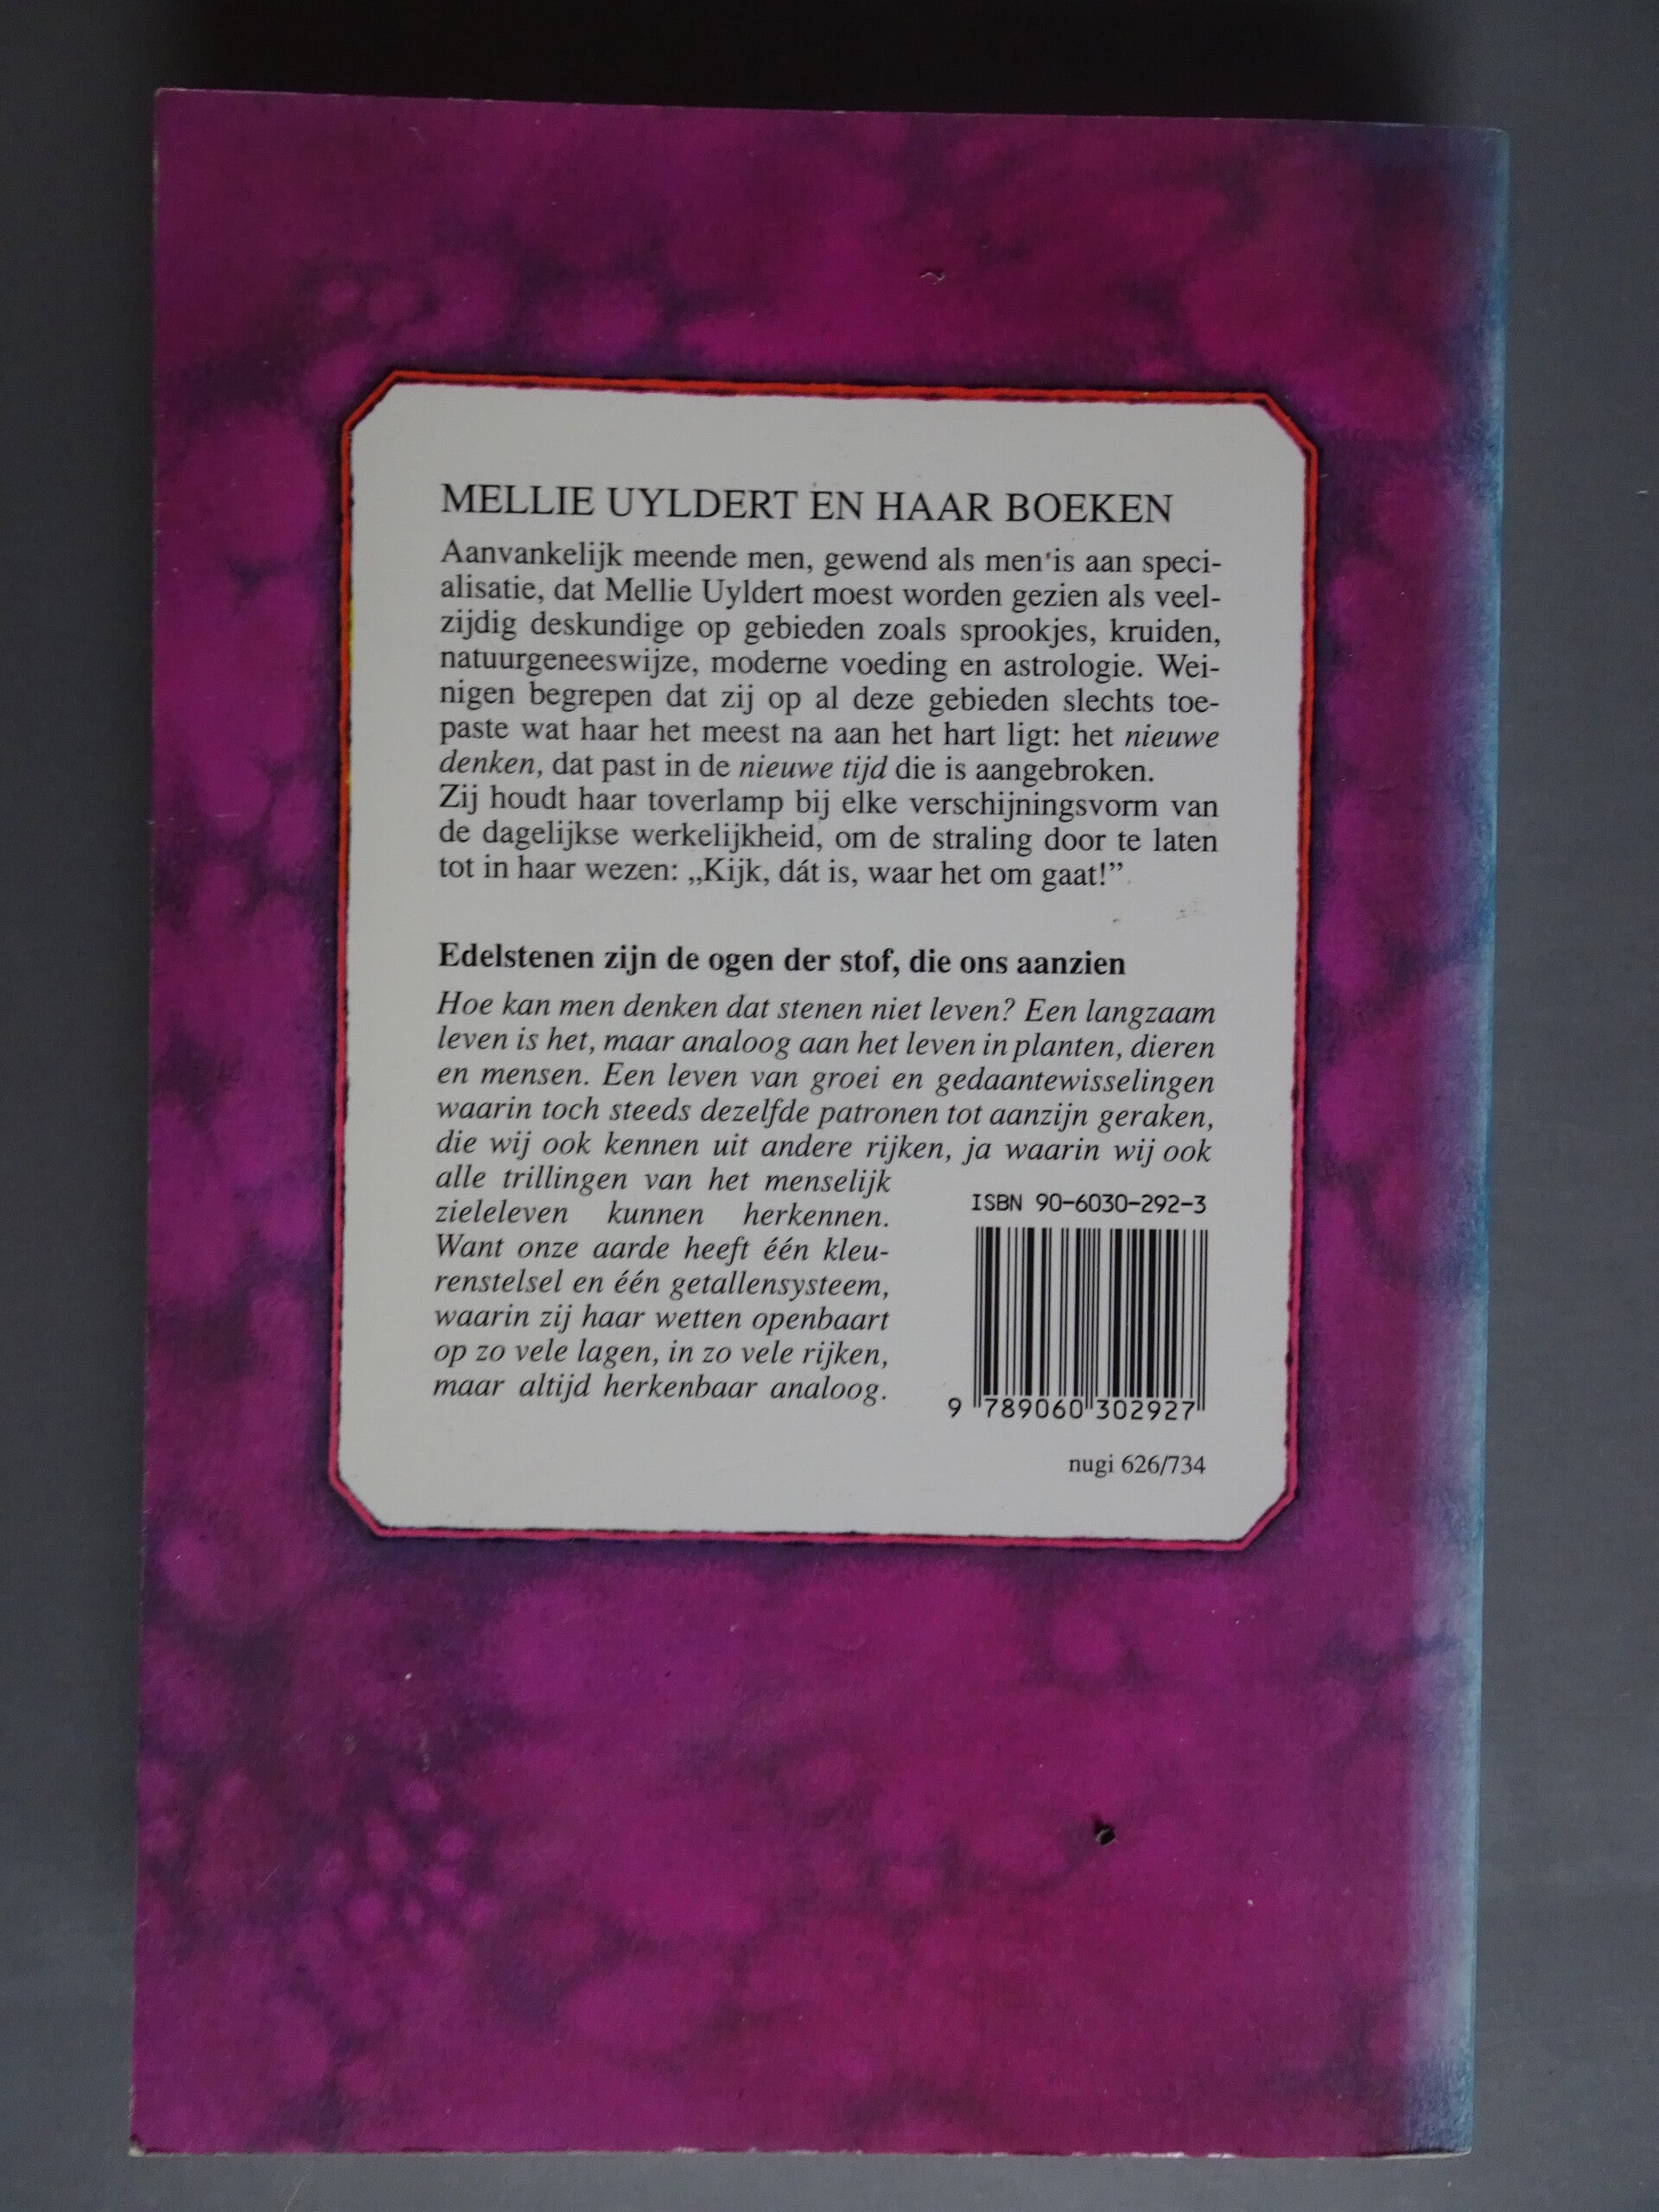 MELLIE UYLDERT EN HAAR BOEKEN
Aanvankelijk meende men, gewend als men is aan speci-
alisatie, dat Mellie Uyldert moest worden gezien als veel-
zijdig deskundige op gebieden zoals sprookjes, kruiden,
natuurgeneeswijze, moderne voeding en astrologie. Wei-
nigen begrepen dat zij op al deze gebieden slechts toe-
paste wat haar het meest na aan het hart ligt: het nieuwe
denken, dat past in de nieuwe tijd die is aangebroken.
Zij houdt haar toverlamp bij elke verschijningsvorm van
de dagelijkse werkelijkheid, om de straling door te laten
tot in haar wezen: „Kijk, dát is, waar het om gaat!”
Edelstenen zijn de ogen der stof, die ons aanzien
Hoe kan men denken dat stenen niet leven? Een langzaam
leven is het, maar analoog aan het leven in planten, dieren
en mensen. Een leven van groei en gedaantewisselingen
waarin toch steeds dezelfde patronen tot aanzijn geraken,
die wij ook kennen uit andere rijken, ja waarin wij ook
alle trillingen van het menselijk
zieleleven kunnen herkennen.
Want onze aarde heeft één kleu-
renstelsel en één getallensysteem,
waarin zij haar wetten openbaart
op zo vele lagen, in zo vele rijken,
maar altijd herkenbaar analoog.
ISBN 90-6030-292-3
9 789060 302927
nugi 626/734